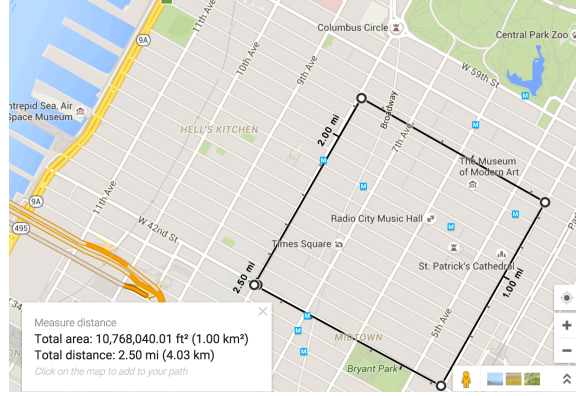 Columbus Circle
Central Park Zoo
11th Ave
9A
10th Ave
9th Ave
W 59th St
ntrepid Sea, Air
Space Museum
HELL'S KITCHEN
2.00 mi
Broadway
7th Ave
The Museum
of Modern Art
11th Ave
9A
495
W 42nd St
Radio City Music Hall
Times Square
St. Patrick's Cathedral
2.50 mi
1.00 mi
5th Ave
W 34
MIDTOWN
Bryant Park
Measure distance
Total area: 10,768,040.01 ft² (1.00 km²)
Total distance: 2.50 mi (4.03 km)
Click on the map to add to your path